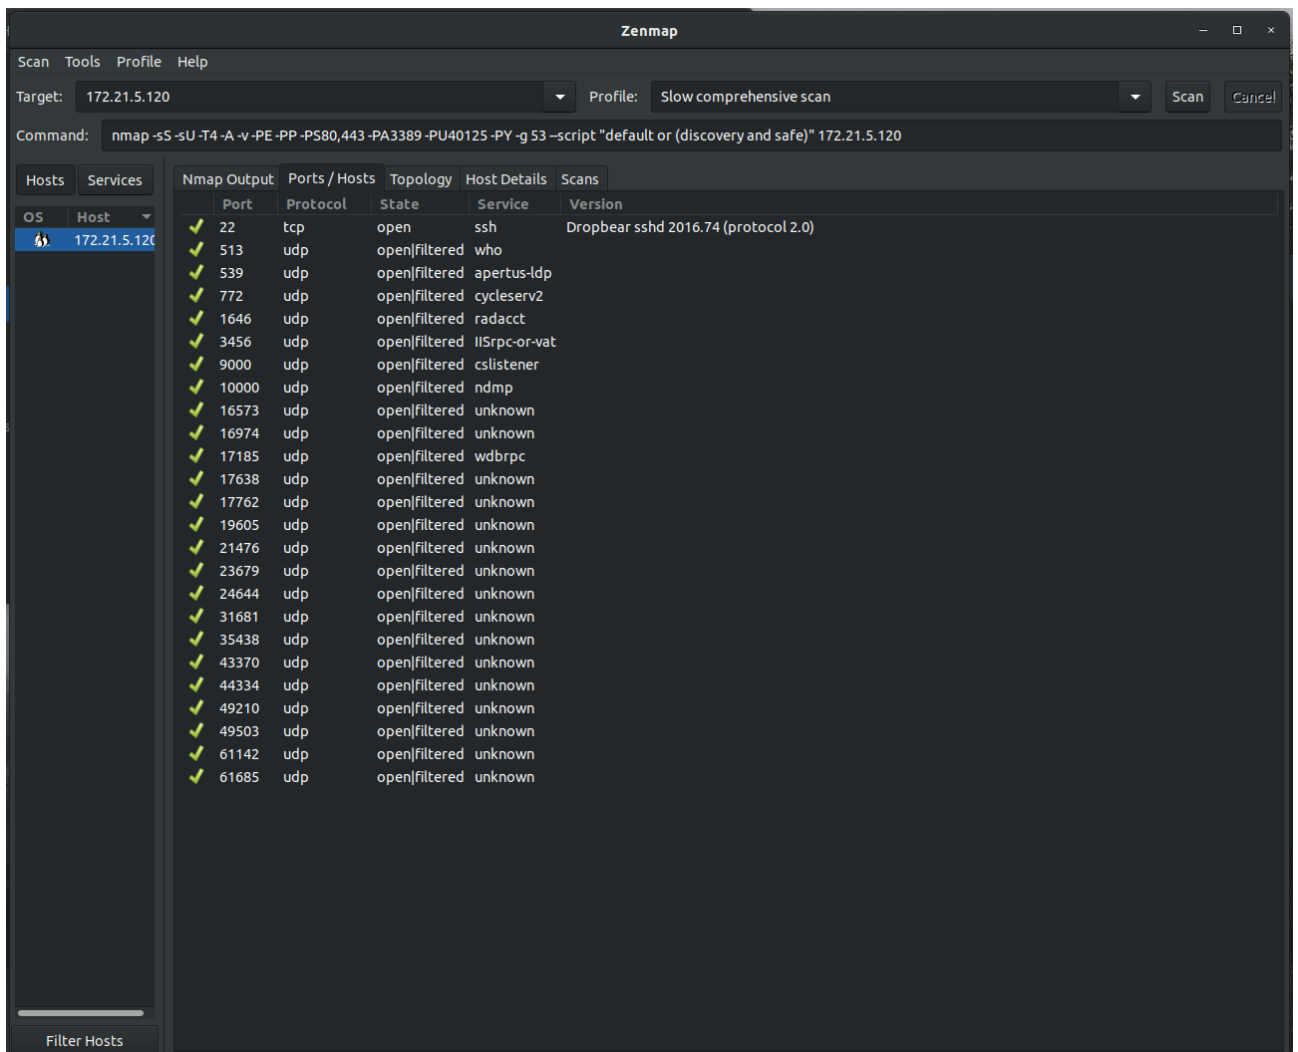 Zenmap
Scan Tools Profile Help
Target: 172.21.5.120 Profile: Slow comprehensive scan Scan Cancel
Command: nmap -sS -sU -T4 -A -v -PE -PP -PS80,443 -PA3389 -PU40125 -PY -g 53 --script "default or (discovery and safe)" 172.21.5.120
Hosts Services Nmap Output Ports / Hosts Topology Host Details Scans
OS Host Port Protocol State Service Version
172.21.5.120 
22 tcp open ssh Dropbear sshd 2016.74 (protocol 2.0)
513 udp open|filtered who
539 udp open|filtered apertus-ldp
772 udp open|filtered cycleserv2
1646 udp open|filtered radacct
3456 udp open|filtered IISrpc-or-vat
9000 udp open|filtered cslistener
10000 udp open|filtered ndmp
16573 udp open|filtered unknown
16974 udp open|filtered unknown
17185 udp open|filtered wdbrpc
17638 udp open|filtered unknown
17762 udp open|filtered unknown
19605 udp open|filtered unknown
21476 udp open|filtered unknown
23679 udp open|filtered unknown
24644 udp open|filtered unknown
31681 udp open|filtered unknown
35438 udp open|filtered unknown
43370 udp open|filtered unknown
44334 udp open|filtered unknown
49210 udp open|filtered unknown
49503 udp open|filtered unknown
61142 udp open|filtered unknown
61685 udp open|filtered unknown
Filter Hosts